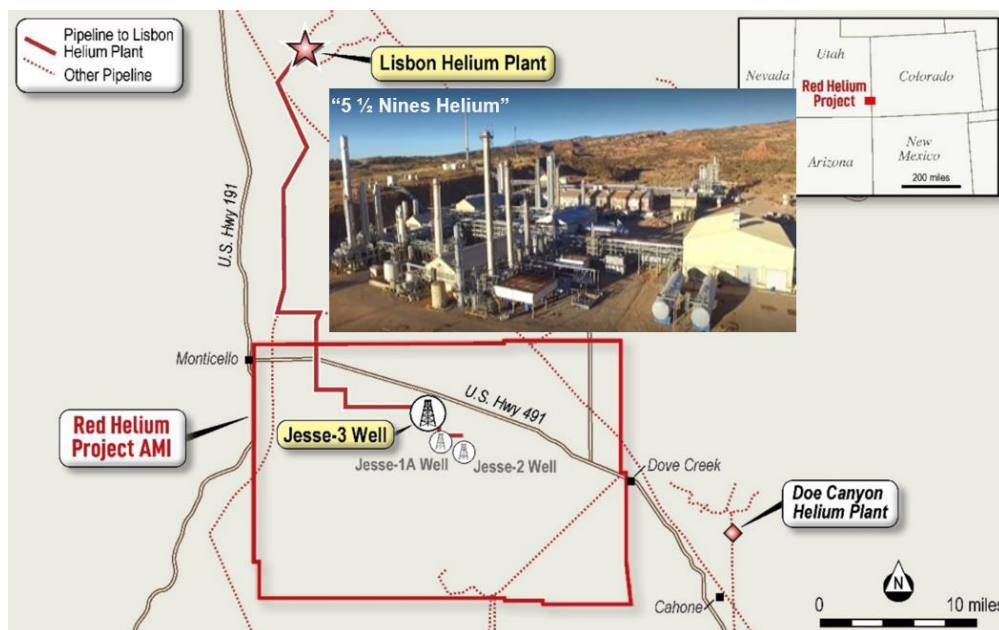 Pipeline to Lisbon
Helium Plant
Other Pipeline
Lisbon Helium Plant
"5 ½ Nines Helium"
Nevada
Utah
Colorado
Red Helium
Project
Arizona
New
Mexico
200 miles
U.S. Hwy 191
Monticello
U.S. Hwy 491
Red Helium
Project AMI
Jesse-3 Well
Jesse-1A Well
Jesse-2 Well
Dove Creek
Doe Canyon
Helium Plant
Cahone
N
0
10 miles